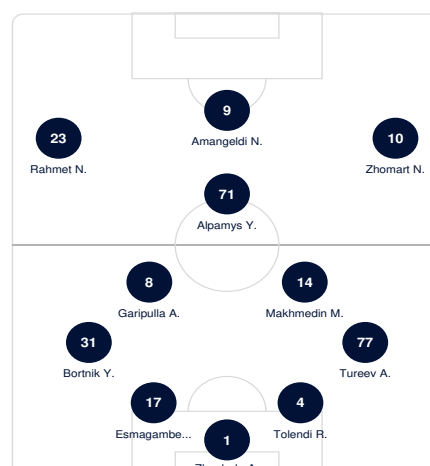 9
Amangeldi N.
23
Rahmet N.
10
Zhomart N.
71
Alpamys Y.
8
Garipulla A.
14
Makhmedin M.
31
Bortnik Y.
77
Tureev A.
17
Esmagambe...
4
Tolendi R.
1